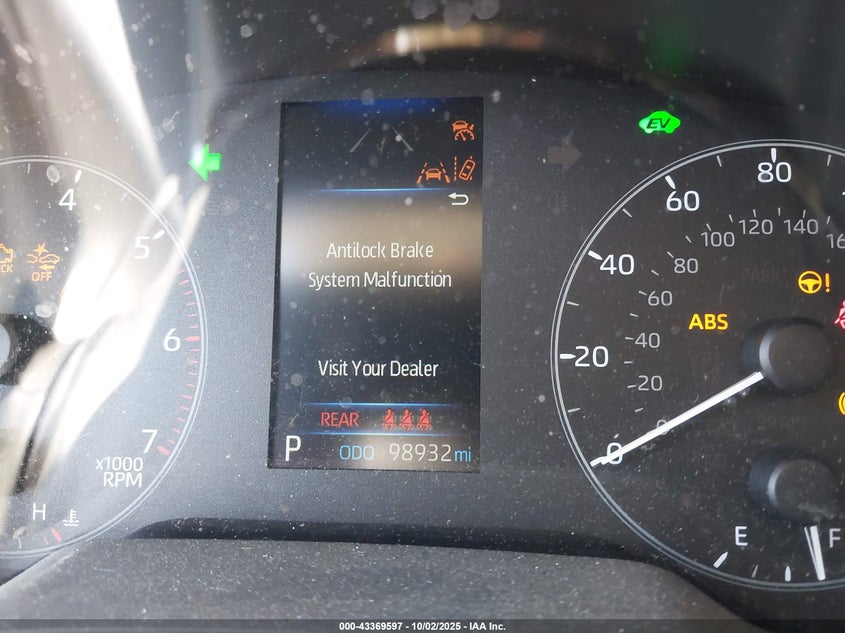 EV
4
80
60
5
120
140
100
CK
OFF
Antilock Brake
System Malfunction
40
80
60
ABS
6
20
40
Visit Your Dealer
20
REAR
0
0
7
x1000
RPM
P
ODO 98932 mi
H
E
F
000-43369597 - 10/02/2025 - IAA Inc.